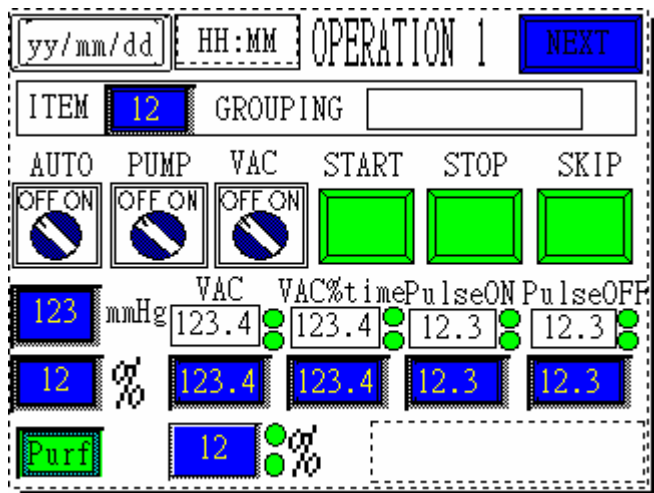 yy/mm/dd HH:MM OPERATION 1 NEXT
ITEM 12 GROUPING
AUTO PUMP VAC START STOP SKIP
OFF ON OFF ON OFF ON
VAC VAC%time PulseON PulseOFF
123 mmHg 123.4 123.4 12.3 12.3
12 % 123.4 123.4 12.3 12.3
Purf 12 %